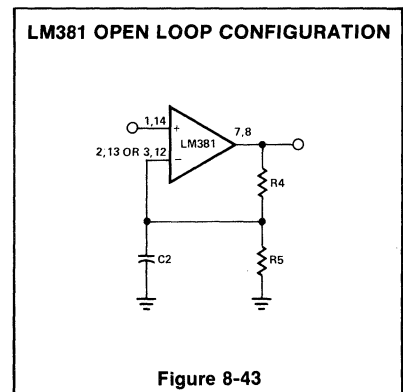 LM381 OPEN LOOP CONFIGURATION
1,14
+
7,8
LM381
2,13 OR 3,12
−
R4
C2
R5
Figure 8-43